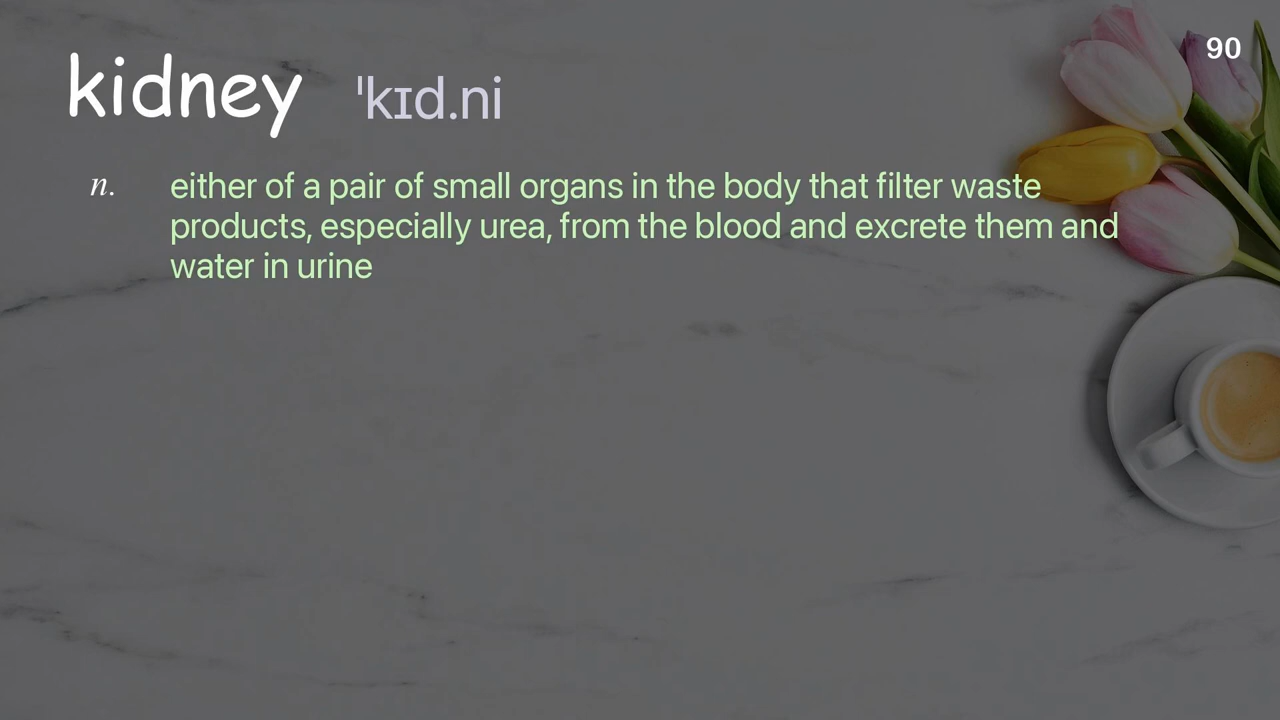 90
kidney ˈkɪd.ni
n. either of a pair of small organs in the body that filter waste
products, especially urea, from the blood and excrete them and
water in urine